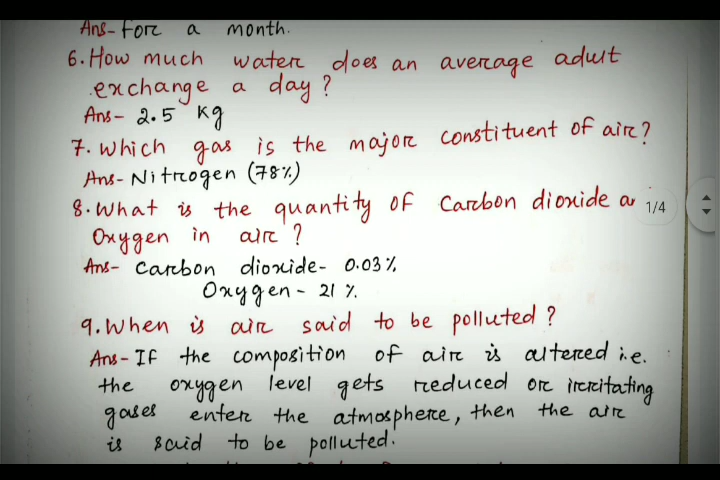 Ans- For a month.
6. How much water does an average adult
exchange a day?
Ans- 2.5 kg
7. Which gas is the major constituent of air?
Ans- Nitrogen (78%)
8. What is the quantity of Carbon dioxide a
1/4
Oxygen in air?
Ans- Carbon dioxide- 0.03%
Oxygen- 21%.
9. When is air said to be polluted?
Ans- If the composition of air is altered i.e.
the oxygen level gets reduced or irritating
gases enter the atmosphere, then the air
is said to be polluted.